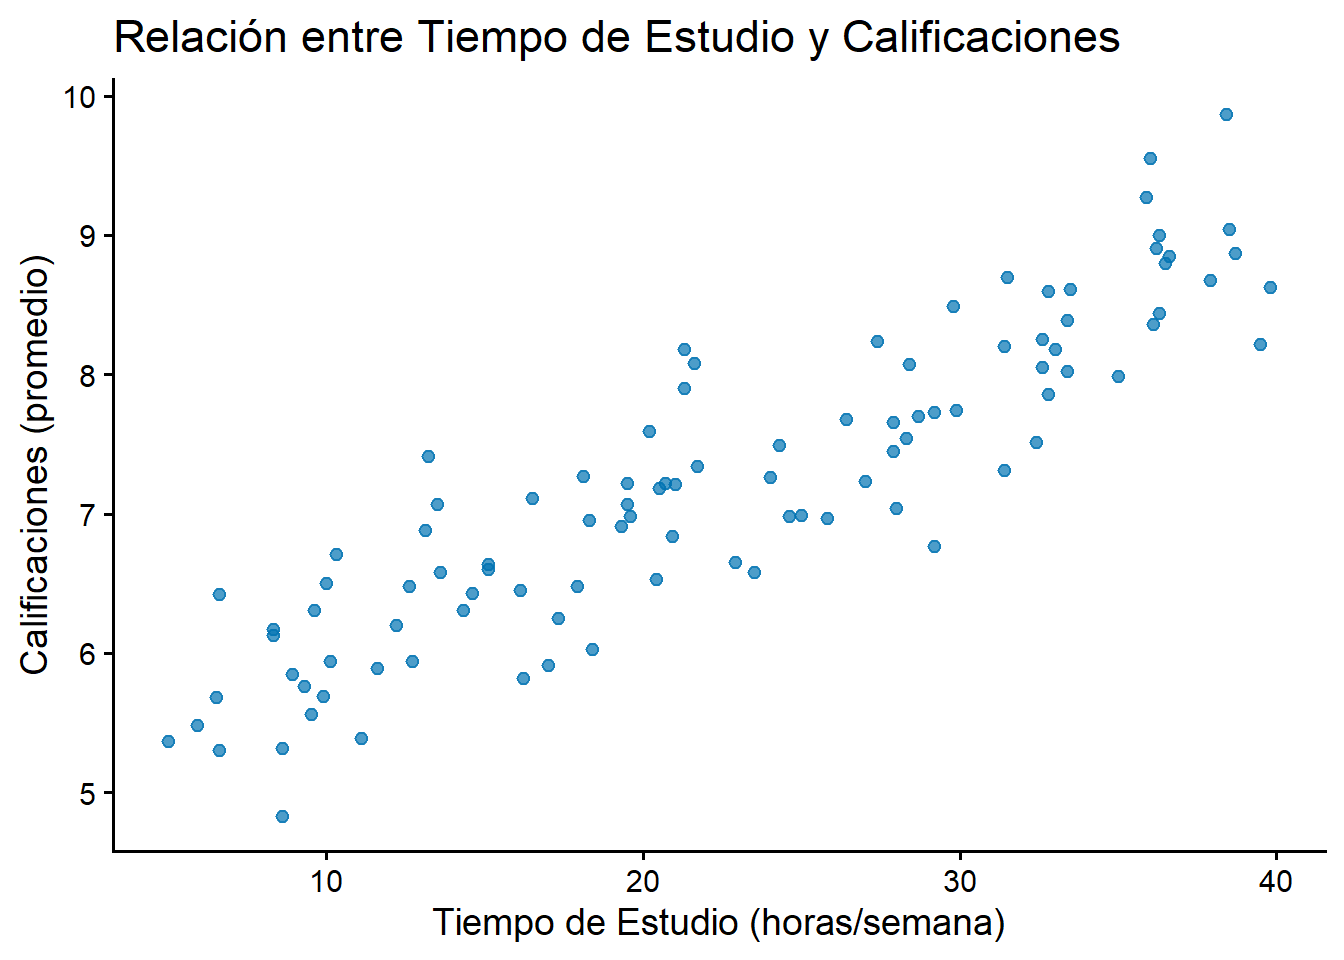 Relación entre Tiempo de Estudio y Calificaciones
10
9
8
7
6
5
Calificaciones (promedio)
10 20 30 40
Tiempo de Estudio (horas/semana)